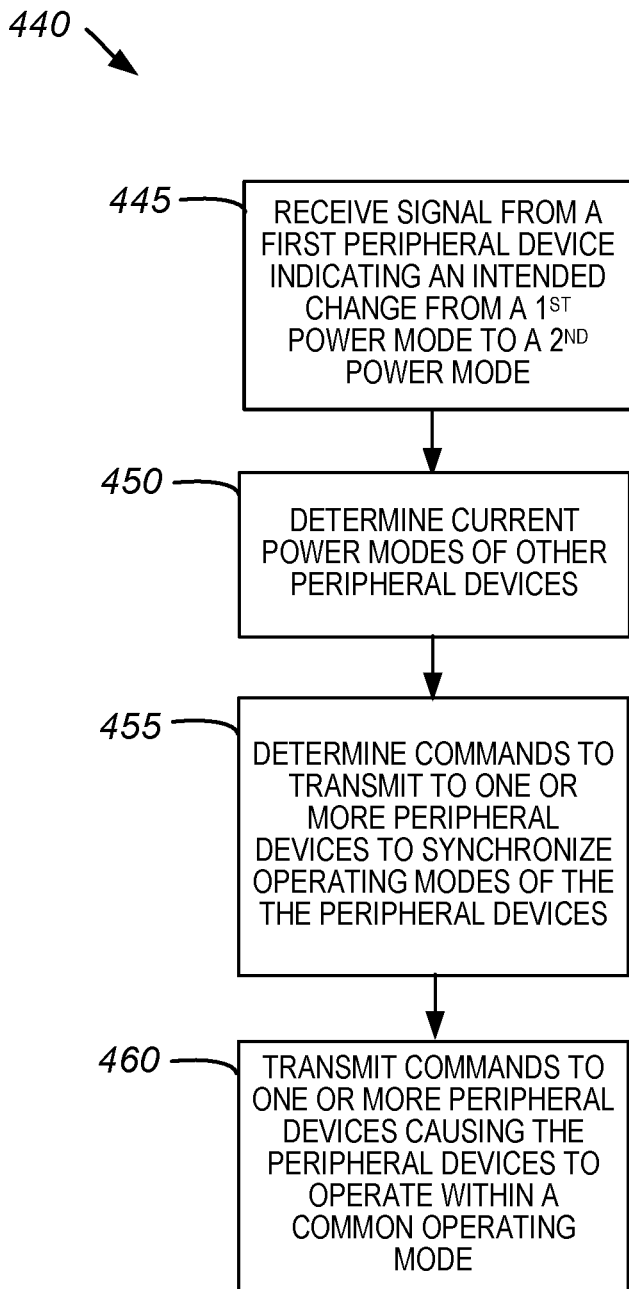 440
445
RECEIVE SIGNAL FROM A
FIRST PERIPHERAL DEVICE
INDICATING AN INTENDED
CHANGE FROM A 1ST
POWER MODE TO A 2ND
POWER MODE
450
DETERMINE CURRENT
POWER MODES OF OTHER
PERIPHERAL DEVICES
455
DETERMINE COMMANDS TO
TRANSMIT TO ONE OR
MORE PERIPHERAL
DEVICES TO SYNCHRONIZE
OPERATING MODES OF THE
THE PERIPHERAL DEVICES
460
TRANSMIT COMMANDS TO
ONE OR MORE PERIPHERAL
DEVICES CAUSING THE
PERIPHERAL DEVICES TO
OPERATE WITHIN A
COMMON OPERATING
MODE